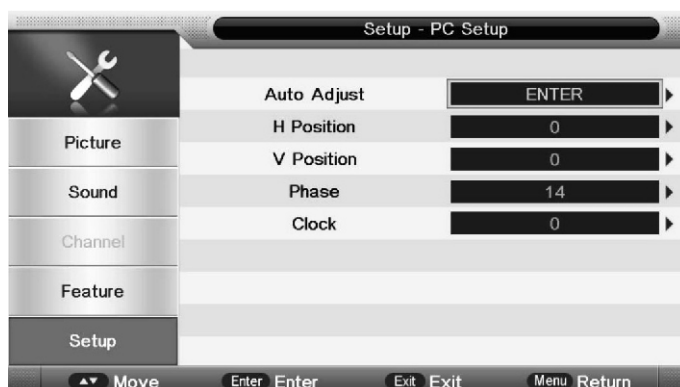 Setup - PC Setup
Auto Adjust ENTER
H Position 0
V Position 0
Phase 14
Clock 0
Picture
Sound
Channel
Feature
Setup
Move Enter Enter Exit Exit Menu Return